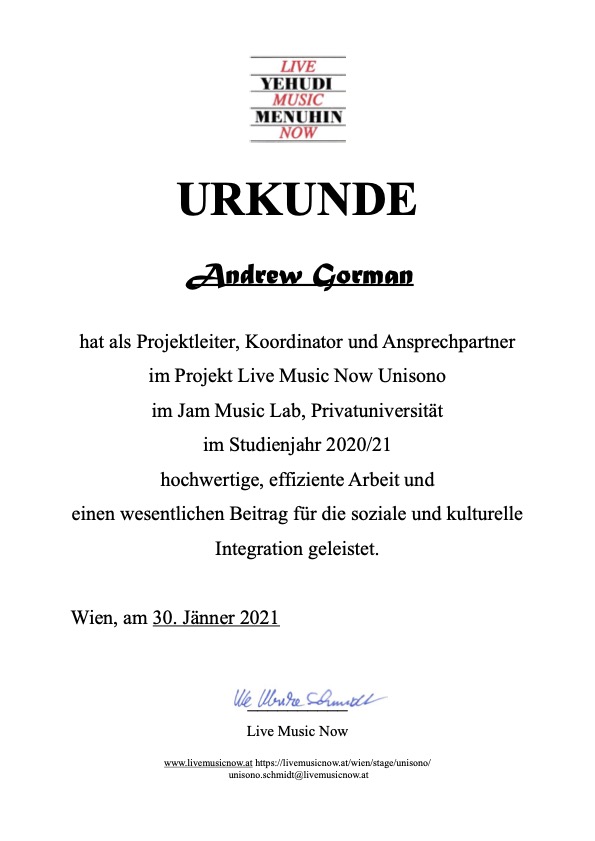 LIVE
YEHUDI
MUSIC
MENUHIN
NOW
URKUNDE
Andrew Gorman
hat als Projektleiter, Koordinator und Ansprechpartner
im Projekt Live Music Now Unisono
im Jam Music Lab, Privatuniversität
im Studienjahr 2020/21
hochwertige, effiziente Arbeit und
einen wesentlichen Beitrag für die soziale und kulturelle
Integration geleistet.
Wien, am 30. Jänner 2021
Schmidt
Live Music Now
www.livemusicnow.at https://livemusicnow.at/wien/stage/unisono/
unisono.schmidt@livemusicnow.at